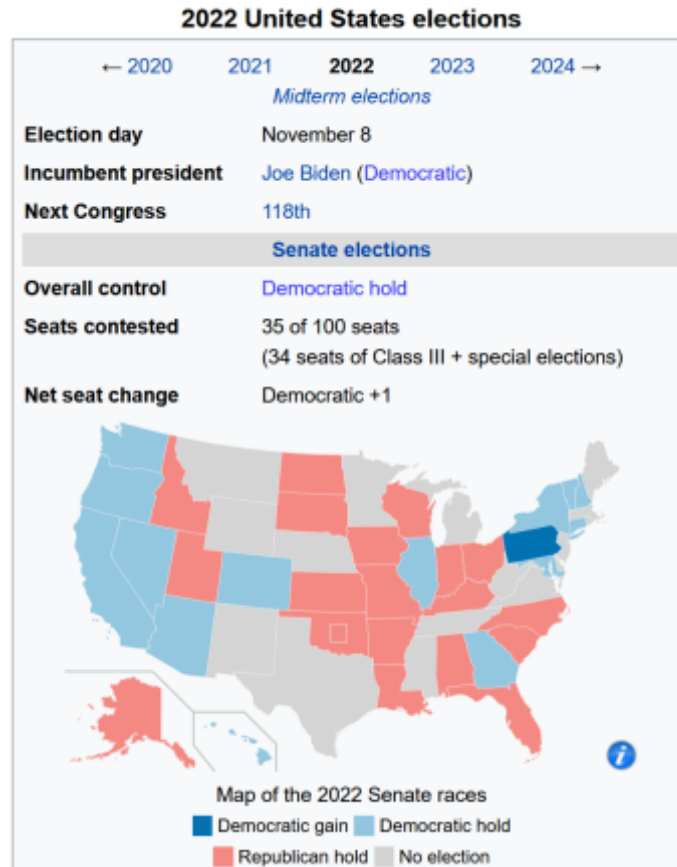 2022 United States elections
← 2020 2021 2022 2023 2024 →
Midterm elections
Election day November 8
Incumbent president Joe Biden (Democratic)
Next Congress 118th
Senate elections
Overall control Democratic hold
Seats contested 35 of 100 seats
(34 seats of Class III + special elections)
Net seat change Democratic +1
i
Map of the 2022 Senate races
Democratic gain Democratic hold
Republican hold No election